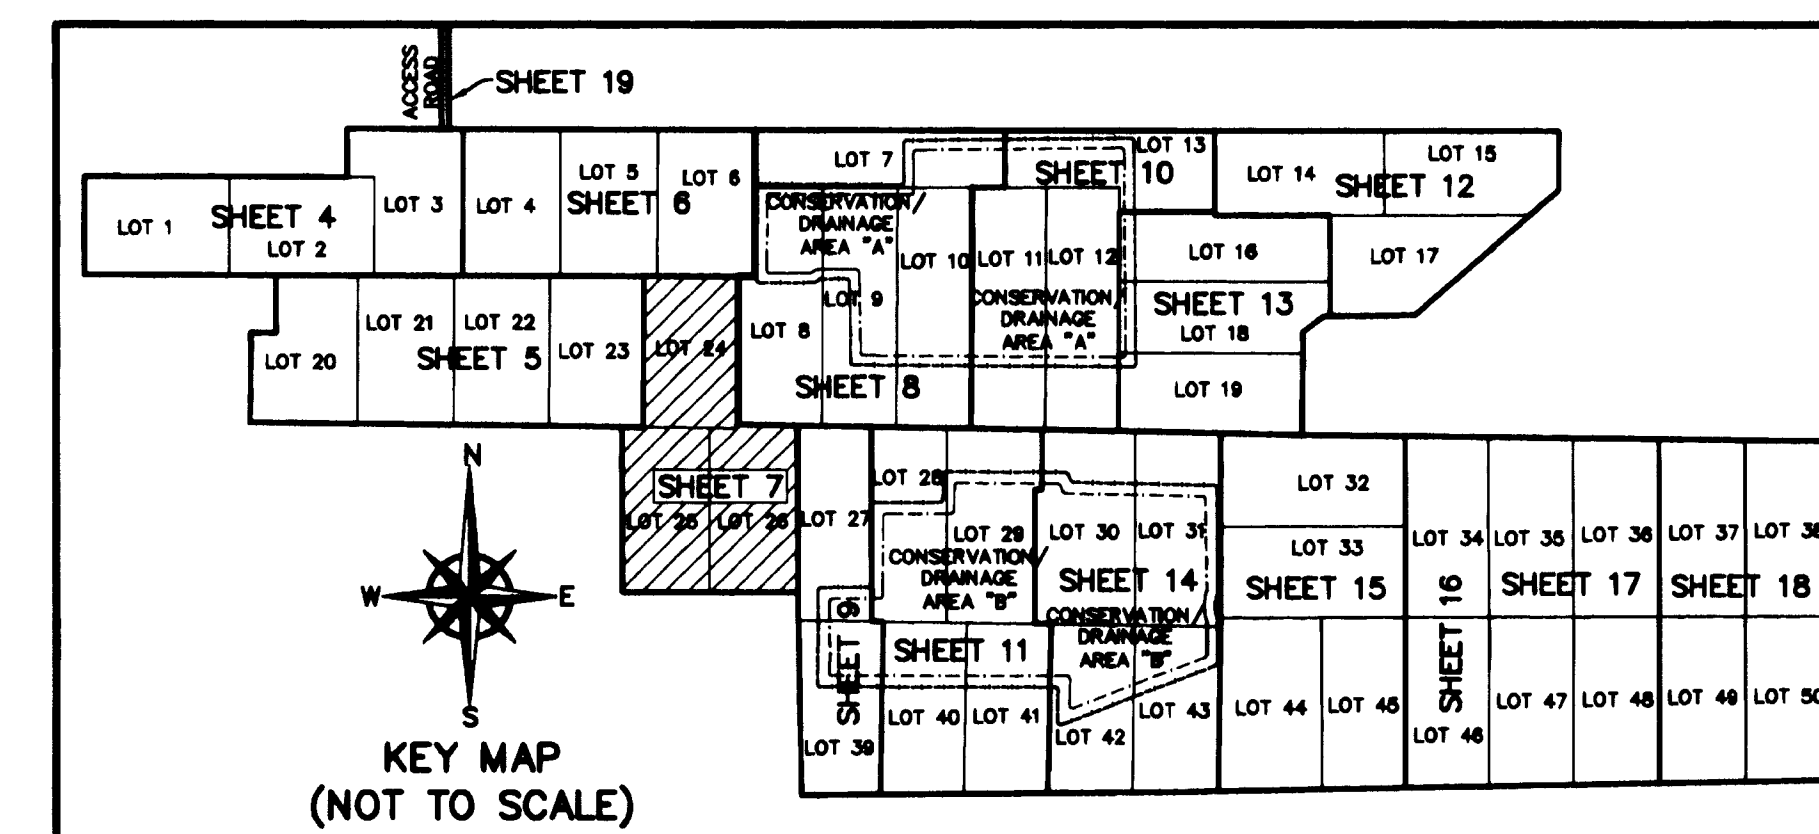 ACCESS
ROAD
SHEET 19
LOT 1
SHEET 4
LOT 2
LOT 3
LOT 4
LOT 5
SHEET 6
LOT 6
LOT 7
SHEET 10
LOT 13
LOT 14
SHEET 12
LOT 15
CONSERVATION/
DRAINAGE
AREA "A"
LOT 10
LOT 11
LOT 12
LOT 16
LOT 17
LOT 9
CONSERVATION/
DRAINAGE
AREA "A"
SHEET 13
LOT 18
LOT 19
LOT 20
LOT 21
LOT 22
SHEET 5
LOT 23
LOT 24
LOT 8
SHEET 8
N
W
E
S
SHEET 7
LOT 25
LOT 26
LOT 27
LOT 28
LOT 29
CONSERVATION/
DRAINAGE
AREA "B"
LOT 30
LOT 31
SHEET 14
CONSERVATION/
DRAINAGE
AREA "B"
LOT 32
LOT 33
SHEET 15
LOT 34
SHEET 16
LOT 35
LOT 36
SHEET 17
LOT 37
LOT 38
SHEET 18
SHEET 9
SHEET 11
LOT 39
LOT 40
LOT 41
LOT 42
LOT 43
LOT 44
LOT 45
LOT 46
LOT 47
LOT 48
LOT 49
LOT 50
KEY MAP
(NOT TO SCALE)